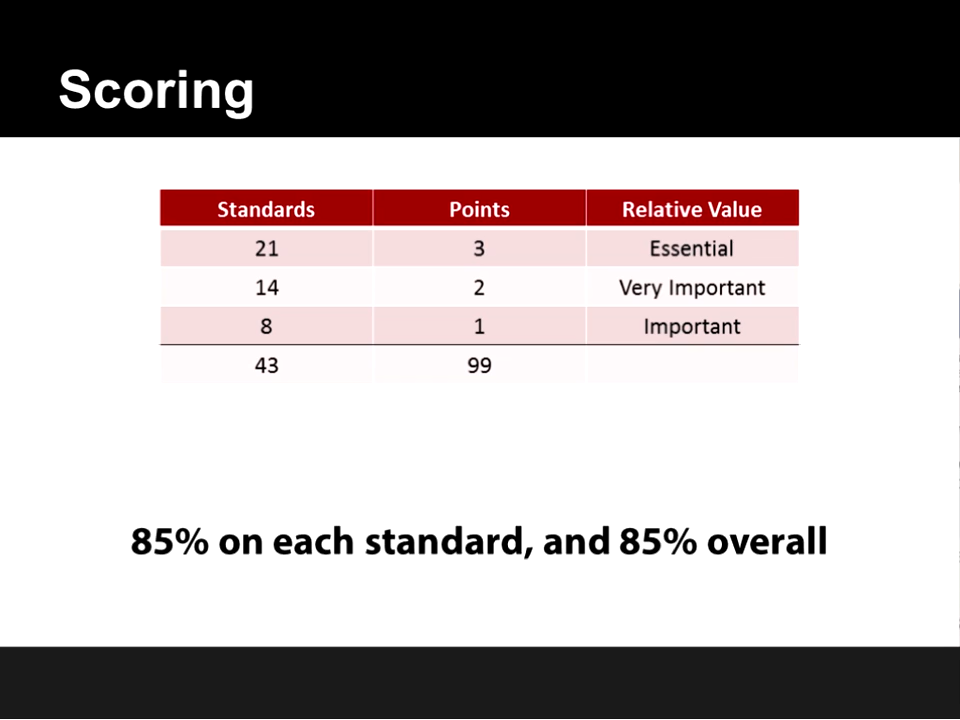 Scoring
Standards Points Relative Value
21 3 Essential
14 2 Very Important
8 1 Important
43 99
85% on each standard, and 85% overall